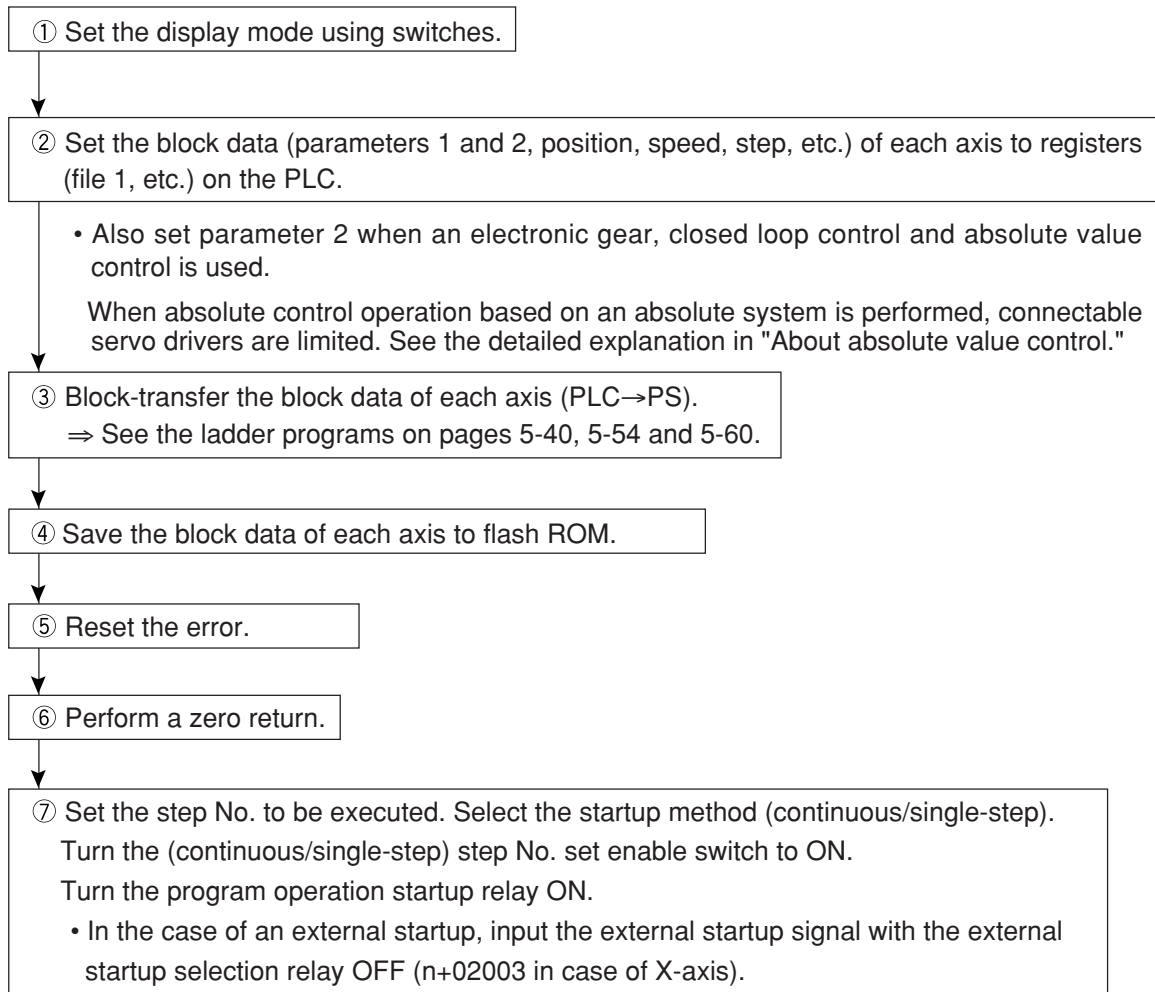 ① Set the display mode using switches.
② Set the block data (parameters 1 and 2, position, speed, step, etc.) of each axis to registers
(file 1, etc.) on the PLC.
• Also set parameter 2 when an electronic gear, closed loop control and absolute value
control is used.
When absolute control operation based on an absolute system is performed, connectable
servo drivers are limited. See the detailed explanation in "About absolute value control."
③ Block-transfer the block data of each axis (PLC→PS).
⇒ See the ladder programs on pages 5-40, 5-54 and 5-60.
④ Save the block data of each axis to flash ROM.
⑤ Reset the error.
⑥ Perform a zero return.
⑦ Set the step No. to be executed. Select the startup method (continuous/single-step).
Turn the (continuous/single-step) step No. set enable switch to ON.
Turn the program operation startup relay ON.
• In the case of an external startup, input the external startup signal with the external
startup selection relay OFF (n+02003 in case of X-axis).